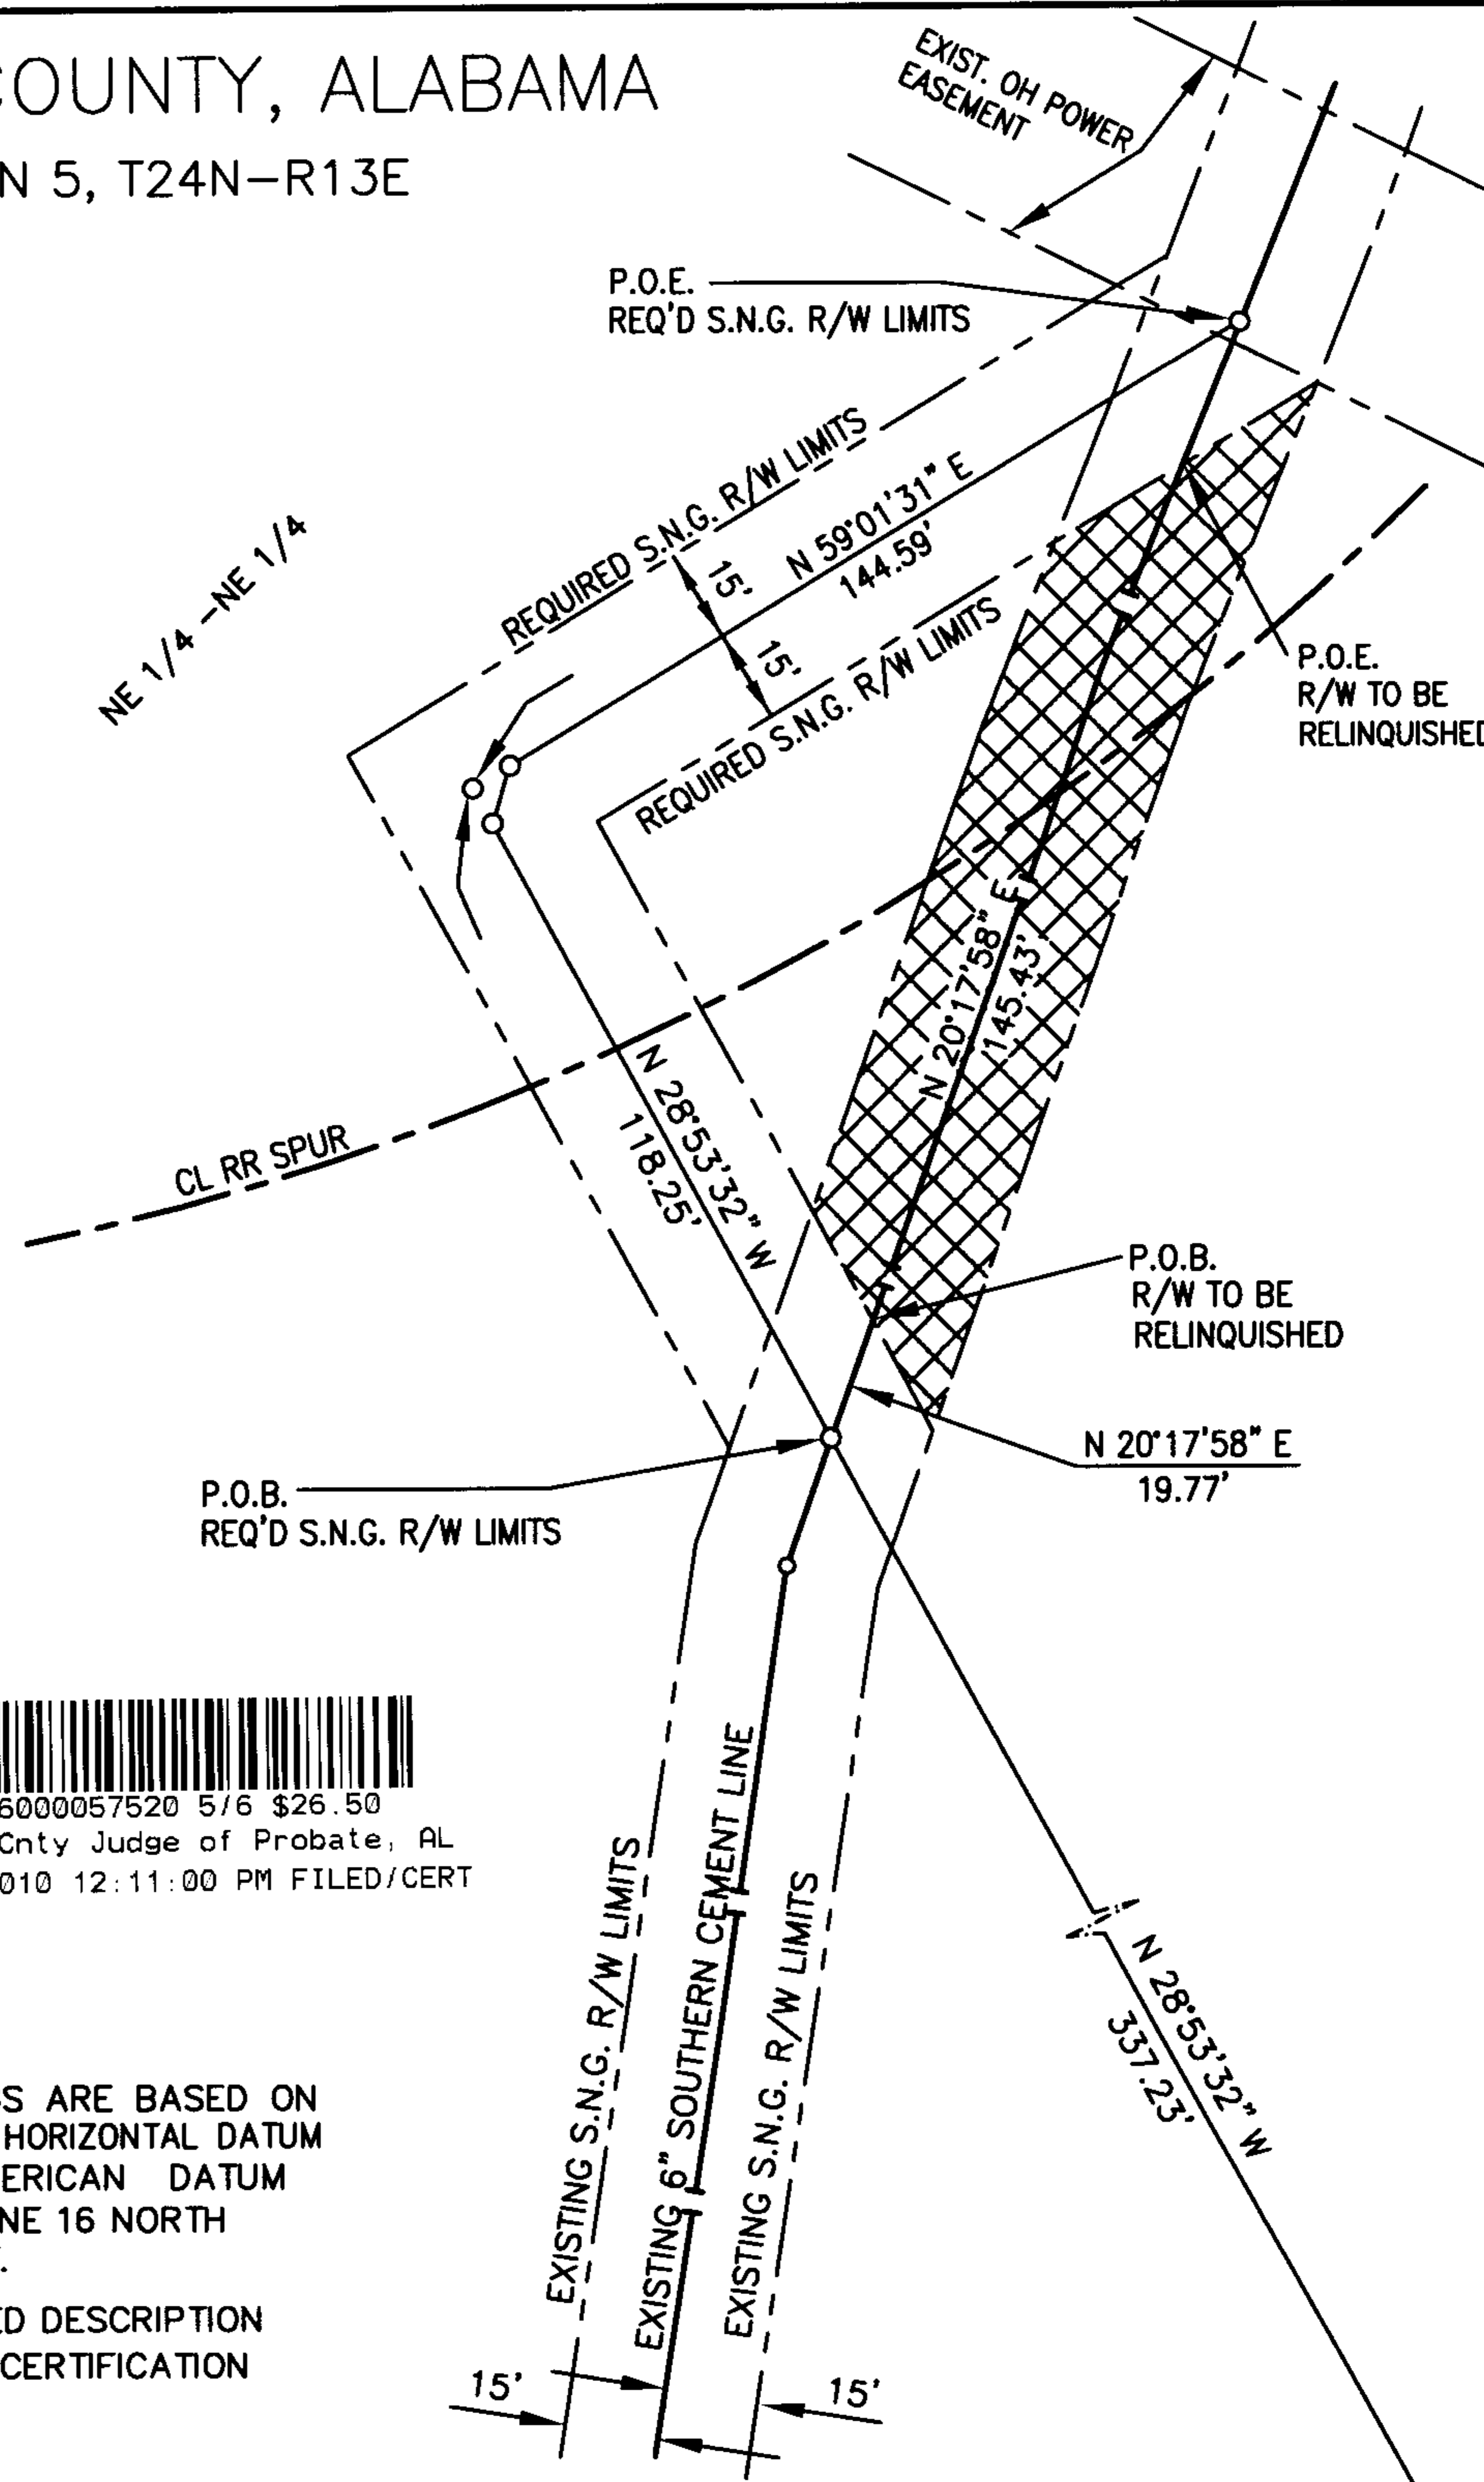 COUNTY, ALABAMA
N 5, T24N-R13E
EXIST. OH POWER
EASEMENT
P.O.E.
REQ'D S.N.G. R/W LIMITS
REQUIRED S.N.G. R/W LIMITS
NE 1/4 -NE 1/4
15'
N 59°01'31" E
144.59'
15'
REQUIRED S.N.G. R/W LIMITS
P.O.E.
R/W TO BE
RELINQUISHED
N 20°17'58" E
145.43'
CL RR SPUR
N 28°53'32" W
118.25'
P.O.B.
R/W TO BE
RELINQUISHED
N 20°17'58" E
19.77'
P.O.B.
REQ'D S.N.G. R/W LIMITS
6000057520 5/6 $26.50
Cnty Judge of Probate, AL
010 12:11:00 PM FILED/CERT
EXISTING S.N.G. R/W LIMITS
EXISTING 6" SOUTHERN CEMENT LINE
EXISTING S.N.G. R/W LIMITS
N 28°53'32" W
337.23'
S ARE BASED ON
HORIZONTAL DATUM
ERICAN DATUM
NE 16 NORTH
.
ED DESCRIPTION
CERTIFICATION
15'
15'